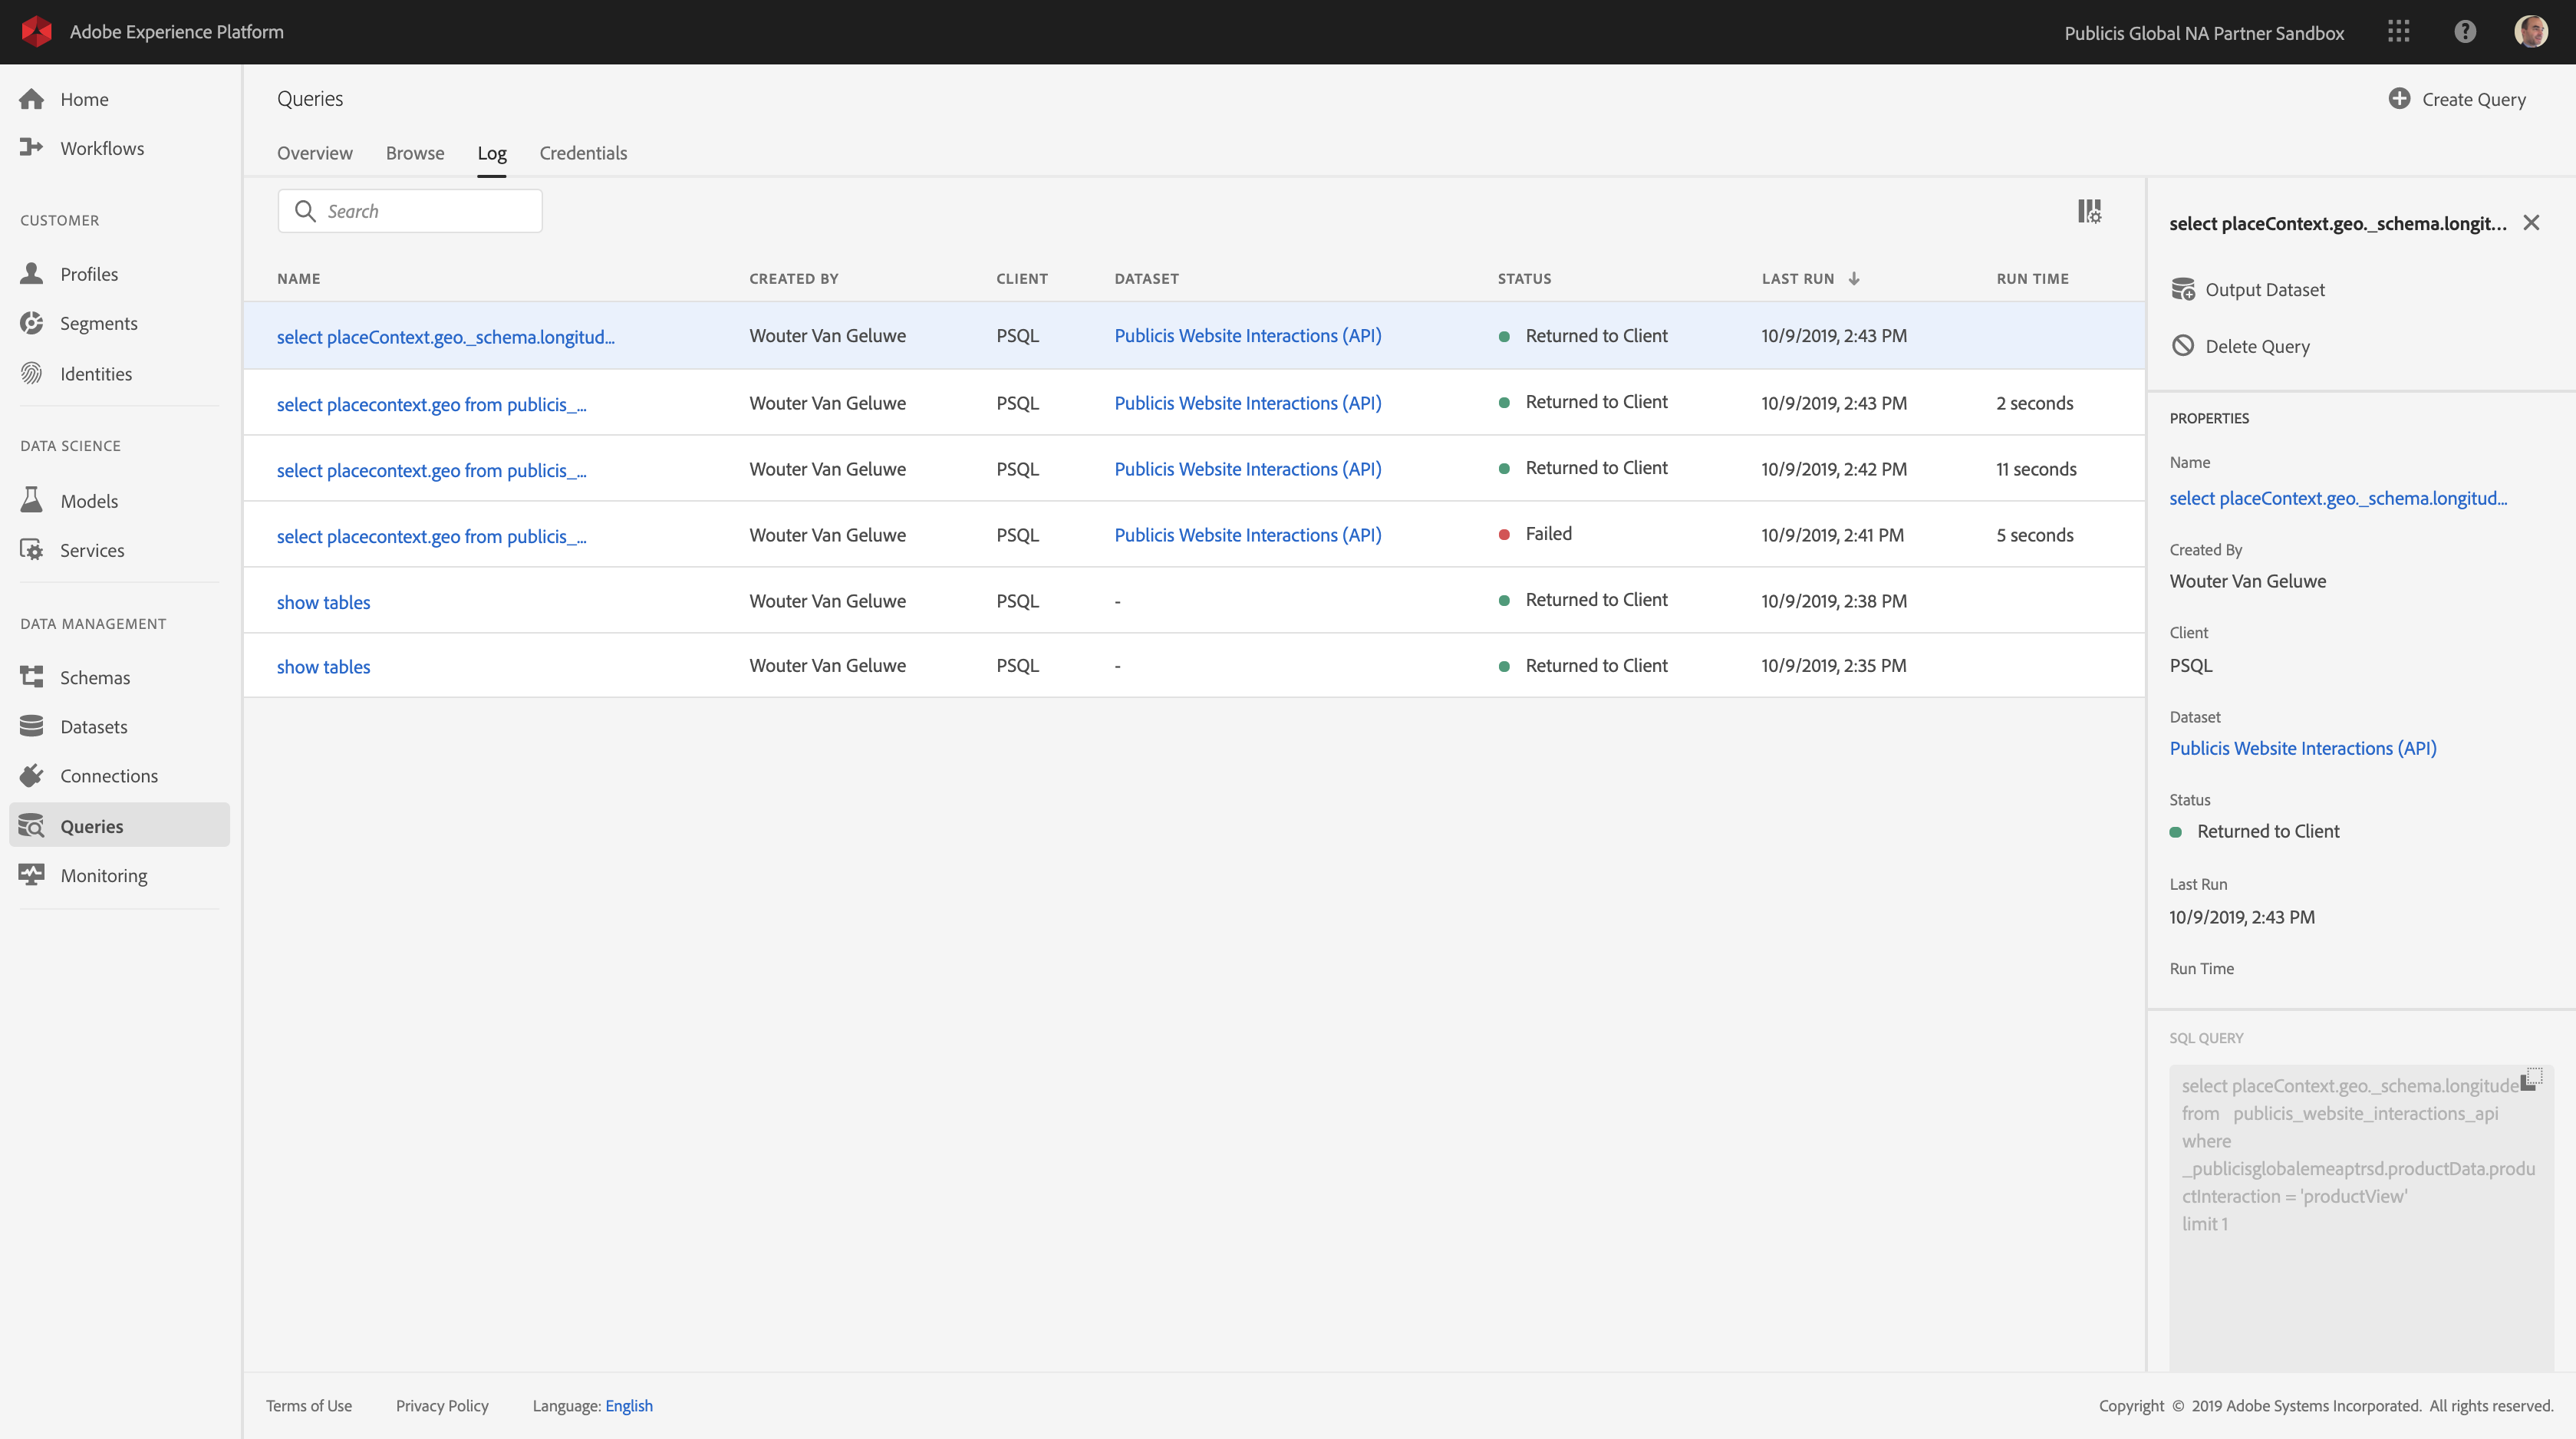 Adobe Experience Platform
Publicis Global NA Partner Sandbox
Home
Workflows
CUSTOMER
Profiles
Segments
Identities
DATA SCIENCE
Models
Services
DATA MANAGEMENT
Schemas
Datasets
Connections
Queries
Monitoring
Queries
Create Query
Overview Browse Log Credentials
Search
NAME CREATED BY CLIENT DATASET STATUS LAST RUN RUN TIME
select placeContext.geo._schema.longitud... Wouter Van Geluwe PSQL Publicis Website Interactions (API) Returned to Client 10/9/2019, 2:43 PM
select placecontext.geo from publicis_... Wouter Van Geluwe PSQL Publicis Website Interactions (API) Returned to Client 10/9/2019, 2:43 PM 2 seconds
select placecontext.geo from publicis_... Wouter Van Geluwe PSQL Publicis Website Interactions (API) Returned to Client 10/9/2019, 2:42 PM 11 seconds
select placecontext.geo from publicis_... Wouter Van Geluwe PSQL Publicis Website Interactions (API) Failed 10/9/2019, 2:41 PM 5 seconds
show tables Wouter Van Geluwe PSQL - Returned to Client 10/9/2019, 2:38 PM
show tables Wouter Van Geluwe PSQL - Returned to Client 10/9/2019, 2:35 PM
select placeContext.geo._schema.longit...
Output Dataset
Delete Query
PROPERTIES
Name
select placeContext.geo._schema.longitud...
Created By
Wouter Van Geluwe
Client
PSQL
Dataset
Publicis Website Interactions (API)
Status
Returned to Client
Last Run
10/9/2019, 2:43 PM
Run Time
SQL QUERY
select placeContext.geo._schema.longitude
from publicis_website_interactions_api
where
_publicisglobalemeaptrsd.productData.produ
ctInteraction = 'productView'
limit 1
Terms of Use Privacy Policy Language: English
Copyright © 2019 Adobe Systems Incorporated. All rights reserved.